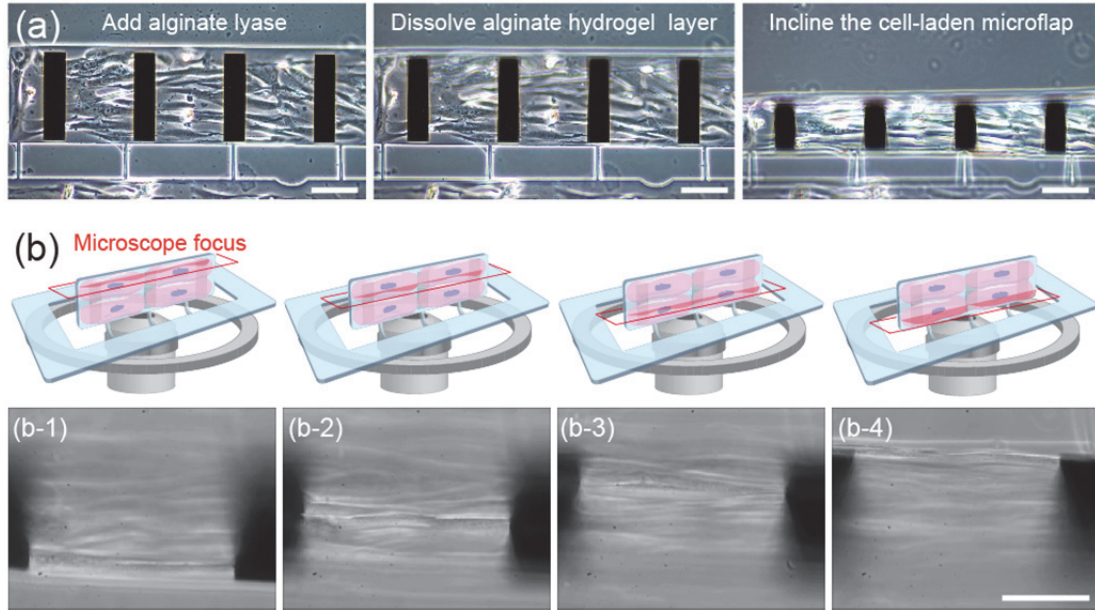 (a)
Add alginate lyase
Dissolve alginate hydrogel layer
Incline the cell-laden microflap
(b)
Microscope focus
(b-1)
(b-2)
(b-3)
(b-4)